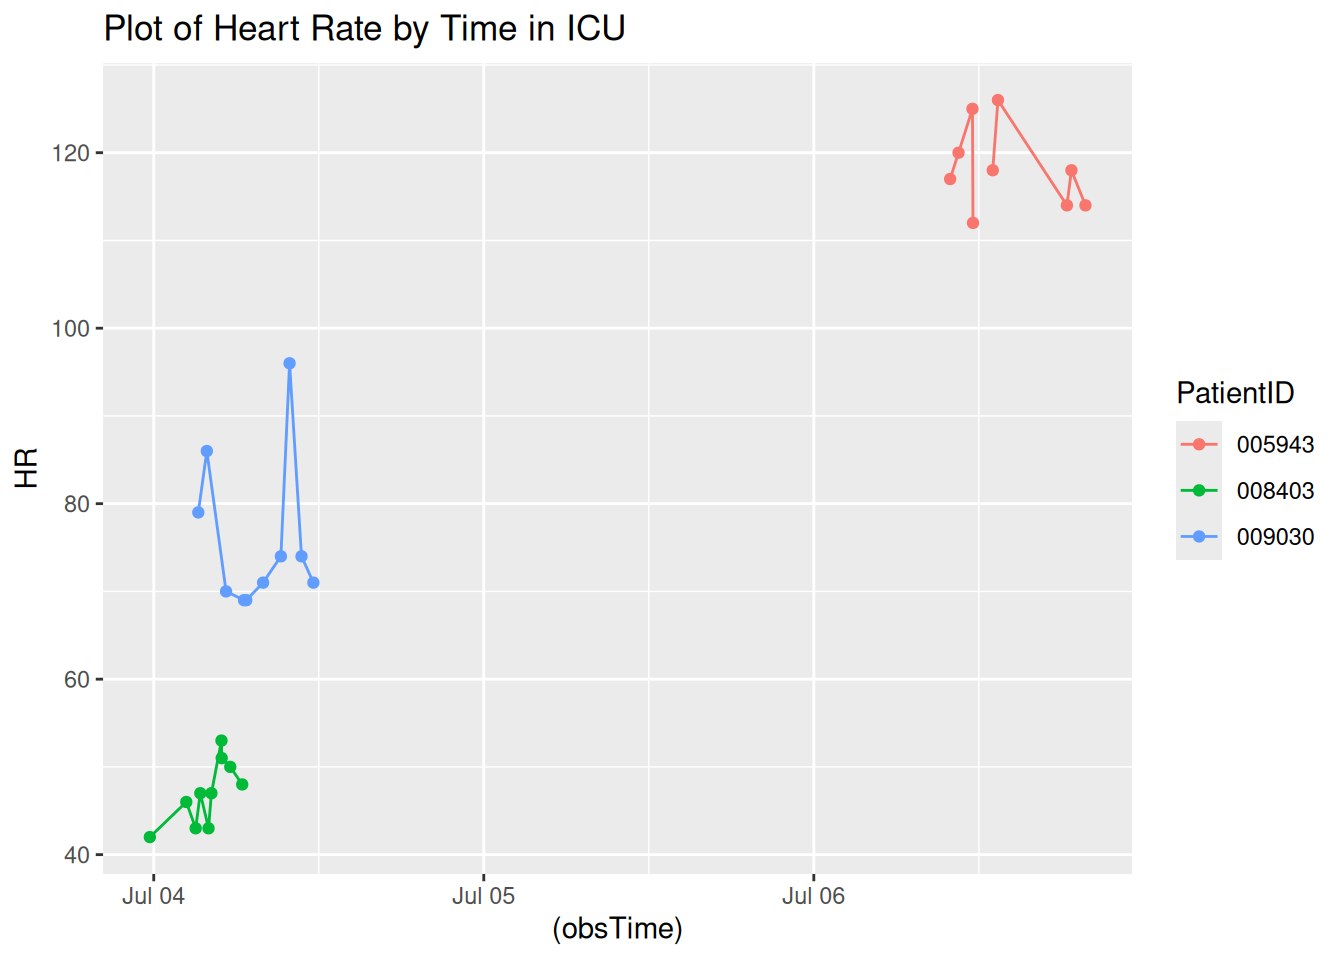 Plot of Heart Rate by Time in ICU
120
100
80
60
40
HR
Jul 04
Jul 05
Jul 06
(obsTime)
PatientID
005943
008403
009030